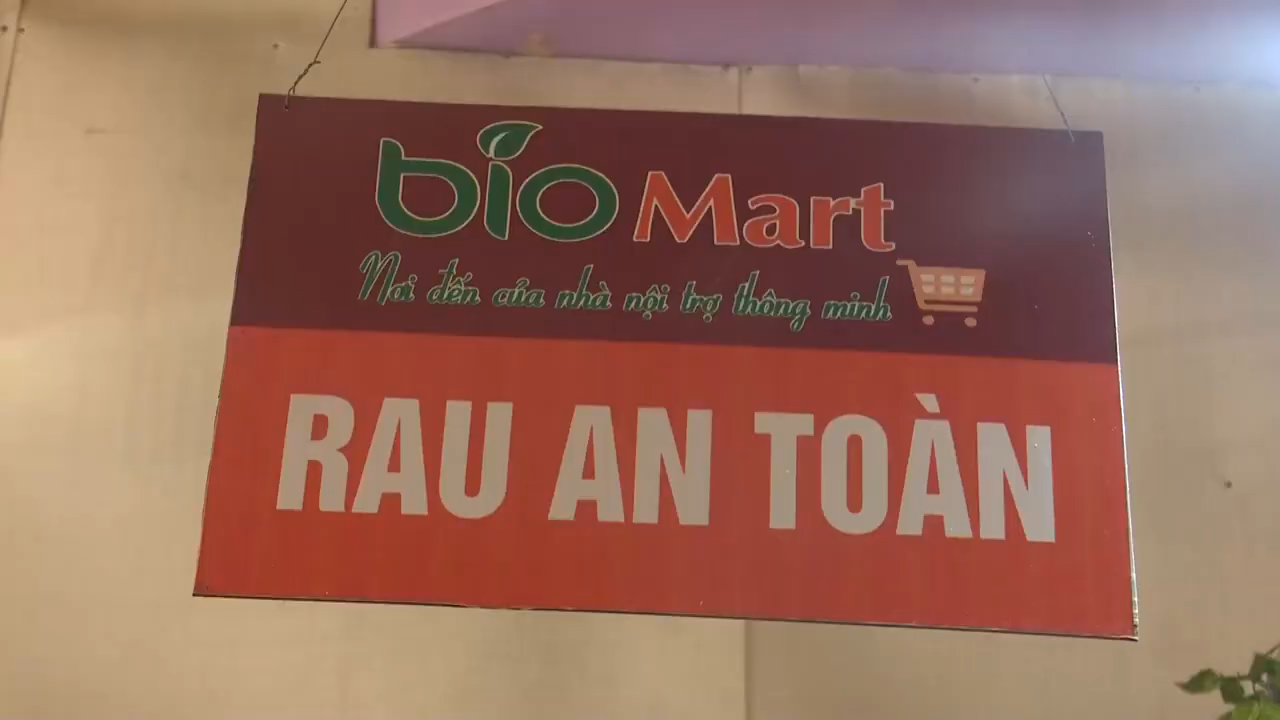 bio Mart
Nơi đến của nhà nội trợ thông minh
RAU AN TOÀN